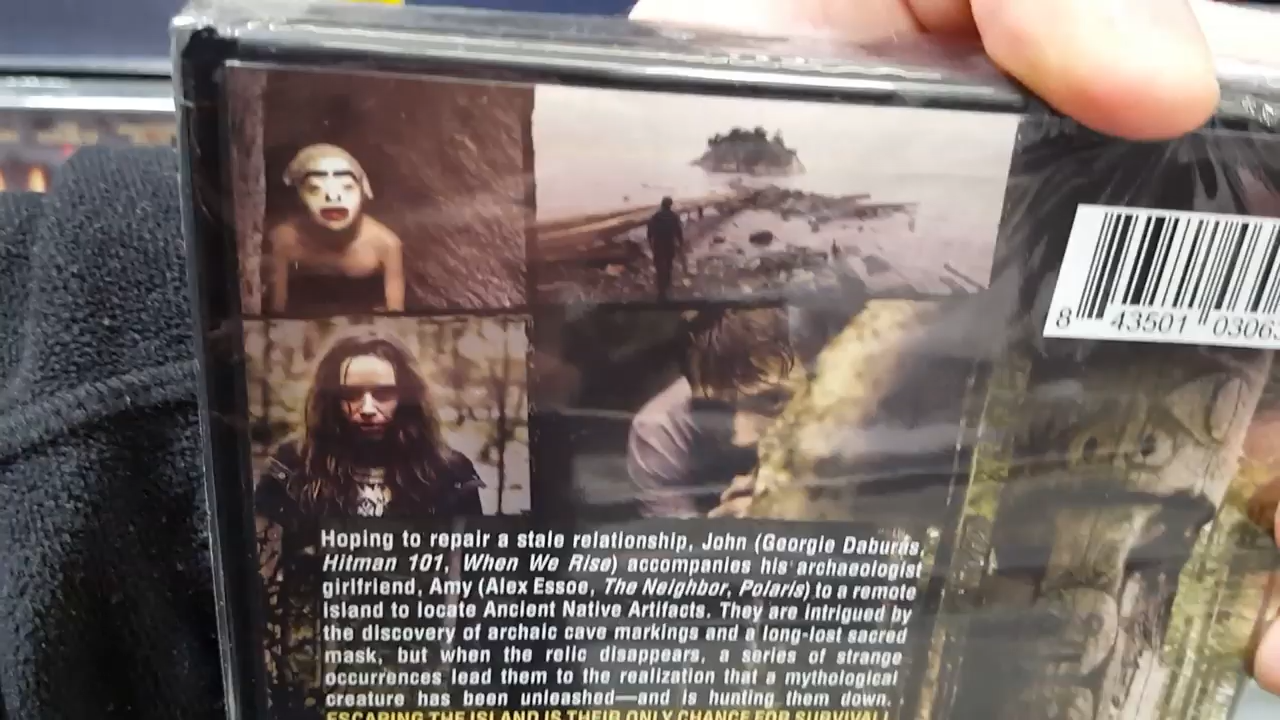 8 43501 0306
Hoping to repair a stale relationship, John (Georgie Daburas,
Hitman 101, When We Rise) accompanies his archaeologist
girlfriend, Amy (Alex Essoe, The Neighbor, Polaris) to a remote
island to locate Ancient Native Artifacts. They are intrigued by
the discovery of archaic cave markings and a long-lost sacred
mask, but when the relic disappears, a series of strange
occurrences lead them to the realization that a mythological
creature has been unleashed—and is hunting them down.
ESCAPING THE ISLAND IS THEIR ONLY CHANCE FOR SURVIVAL!